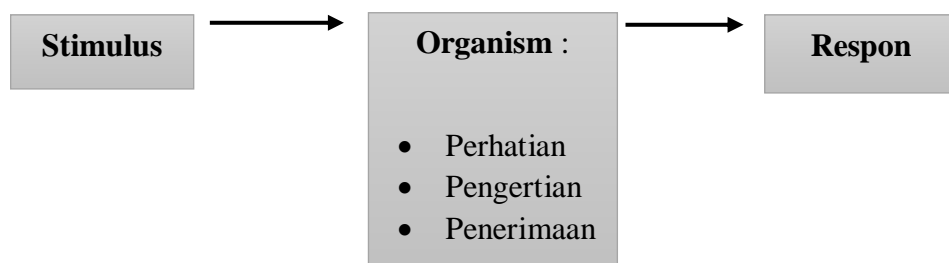 Stimulus
Organism :
• Perhatian
• Pengertian
• Penerimaan
Respon